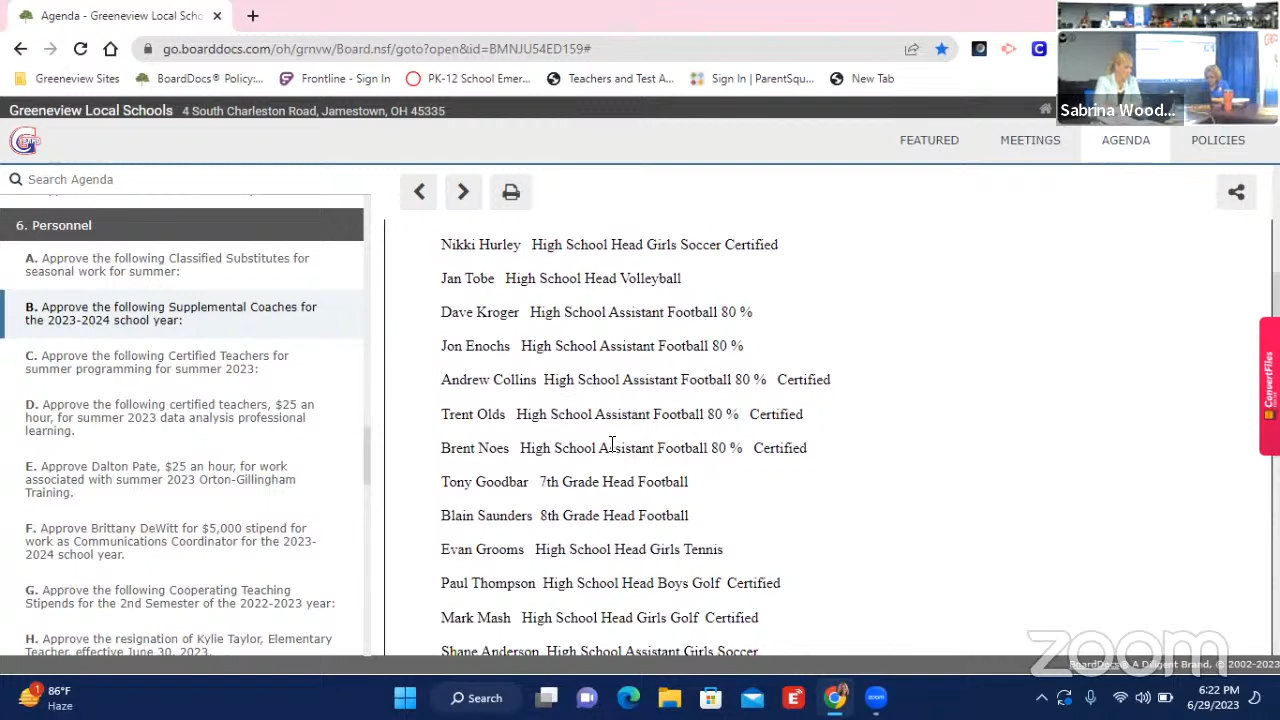 Agenda - Greeneview Local Scho
go.boarddocs.com/oh/grnvw/Board.nsf/goto?open&id=BMNJU54ED159#
Greeneview Sites
BoardDocs® Policy:...
Frontline - Sign In
PK-12 School Emer...
Teachers and Test A...
Sign In | ParentSqu...
New Tab
Sabrina Wood...
Greeneview Local Schools 4 South Charleston Road, Jamestown, OH 45335
FEATURED
MEETINGS
AGENDA
POLICIES
Search Agenda
6. Personnel
A. Approve the following Classified Substitutes for
seasonal work for summer:
B. Approve the following Supplemental Coaches for
the 2023-2024 school year:
C. Approve the following Certified Teachers for
summer programming for summer 2023:
D. Approve the following certified teachers, $25 an
hour, for summer 2023 data analysis professional
learning.
E. Approve Dalton Pate, $25 an hour, for work
associated with summer 2023 Orton-Gillingham
Training.
F. Approve Brittany DeWitt for $5,000 stipend for
work as Communications Coordinator for the 2023-
2024 school year.
G. Approve the following Cooperating Teaching
Stipends for the 2nd Semester of the 2022-2023 year:
H. Approve the resignation of Kylie Taylor, Elementary
Teacher, effective June 30, 2023.
Nikki Hurley High School Head Girls Soccer Certified
Jan Tobe High School Head Volleyball
Dave Kroger High School Assistant Football 80 %
Jon Enochs High School Assistant Football 80 %
Andrew Collins High School Assistant Football 80 % Certified
Trent Olds High School Assistant Football 80 % Certified
Brent Noes High School Assistant Football 80 % Certified
Tony Goodbar 7th Grade Head Football
Blain Saunders 8th Grade Head Football
Evan Grooms High School Head Girls Tennis
Paul Thompson High School Head Boys Golf Certified
Mark Mash High School Head Girls Golf Certified
Shane Anderson High School Assistant Girls Soccer
ConvertFiles
zoom
BoardDocs® A Diligent Brand, © 2002-2023
1
86°F
Haze
Search
6:22 PM
6/29/2023